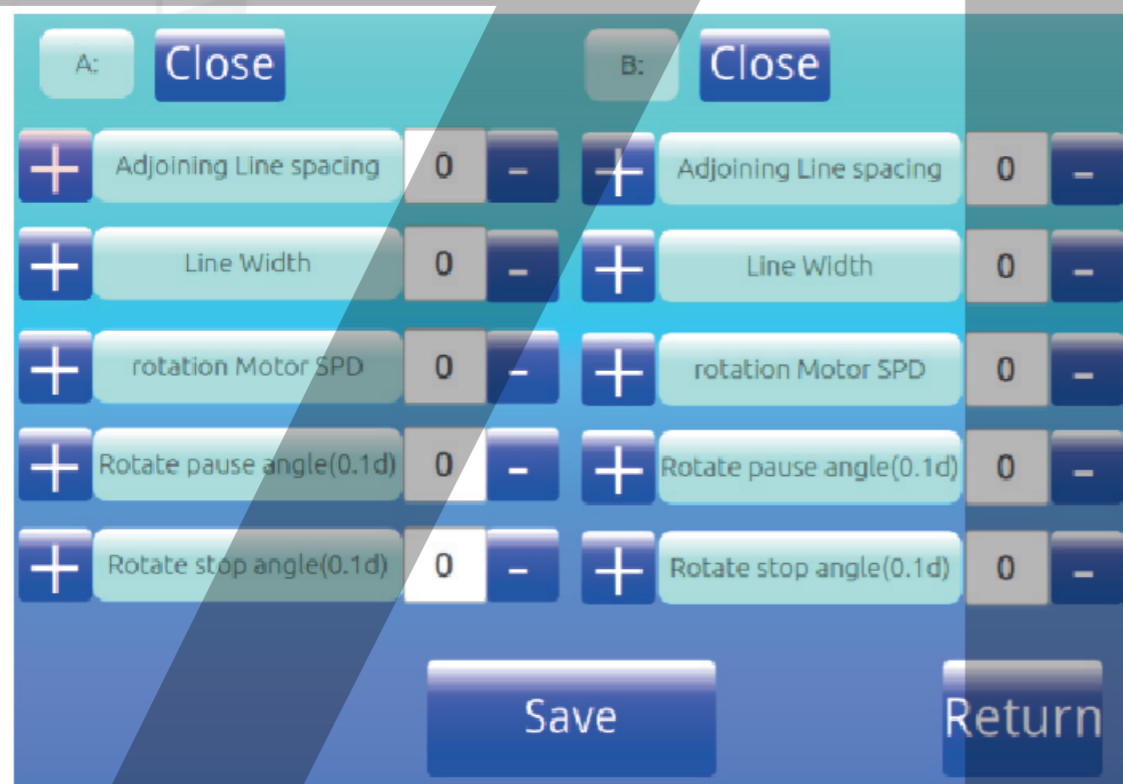 A: Close B: Close
+ Adjoining Line spacing 0 - + Adjoining Line spacing 0 -
+ Line Width 0 - + Line Width 0 -
+ rotation Motor SPD 0 - + rotation Motor SPD 0 -
+ Rotate pause angle(0.1d) 0 - + Rotate pause angle(0.1d) 0 -
+ Rotate stop angle(0.1d) 0 - + Rotate stop angle(0.1d) 0 -
Save Return